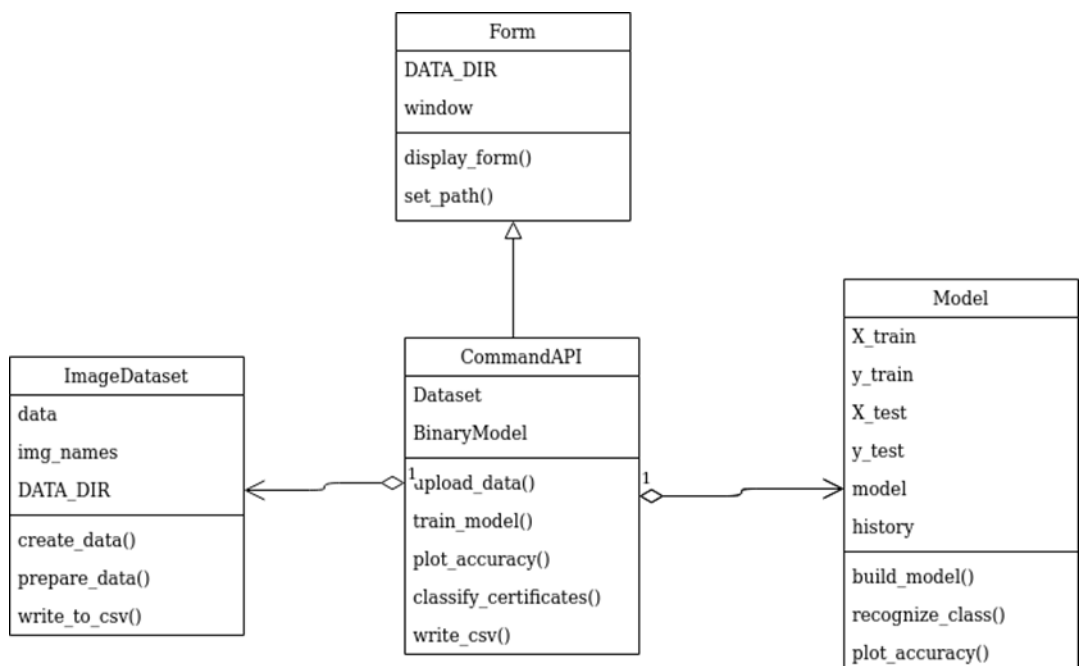 Form
DATA_DIR
window
display_form()
set_path()
ImageDataset
data
img_names
DATA_DIR
create_data()
prepare_data()
write_to_csv()
CommandAPI
Dataset
BinaryModel
1
upload_data()
train_model()
plot_accuracy()
classify_certificates()
write_csv()
1
Model
X_train
y_train
X_test
y_test
model
history
build_model()
recognize_class()
plot_accuracy()